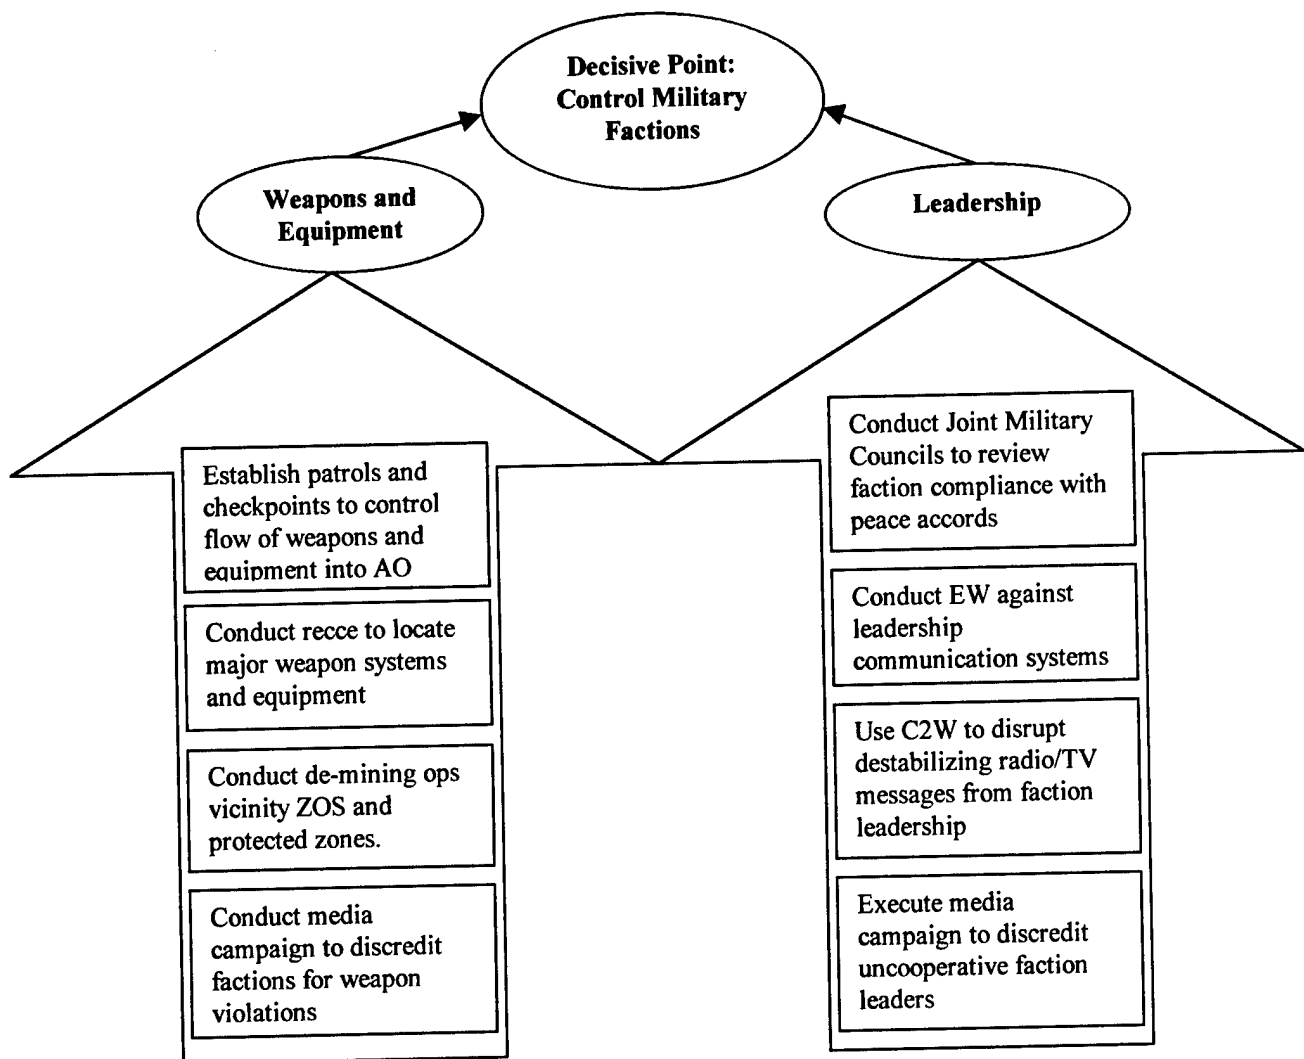 Decisive Point:
Control Military
Factions
Weapons and
Equipment
Leadership
Establish patrols and
checkpoints to control
flow of weapons and
equipment into AO
Conduct recce to locate
major weapon systems
and equipment
Conduct de-mining ops
vicinity ZOS and
protected zones.
Conduct media
campaign to discredit
factions for weapon
violations
Conduct Joint Military
Councils to review
faction compliance with
peace accords
Conduct EW against
leadership
communication systems
Use C2W to disrupt
destabilizing radio/TV
messages from faction
leadership
Execute media
campaign to discredit
uncooperative faction
leaders